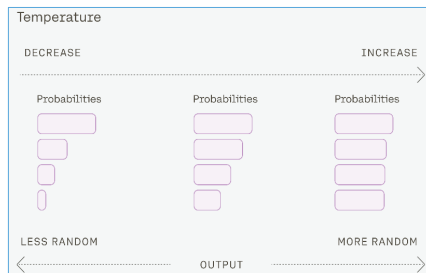 Temperature
DECREASE INCREASE
Probabilities Probabilities Probabilities
LESS RANDOM MORE RANDOM
OUTPUT